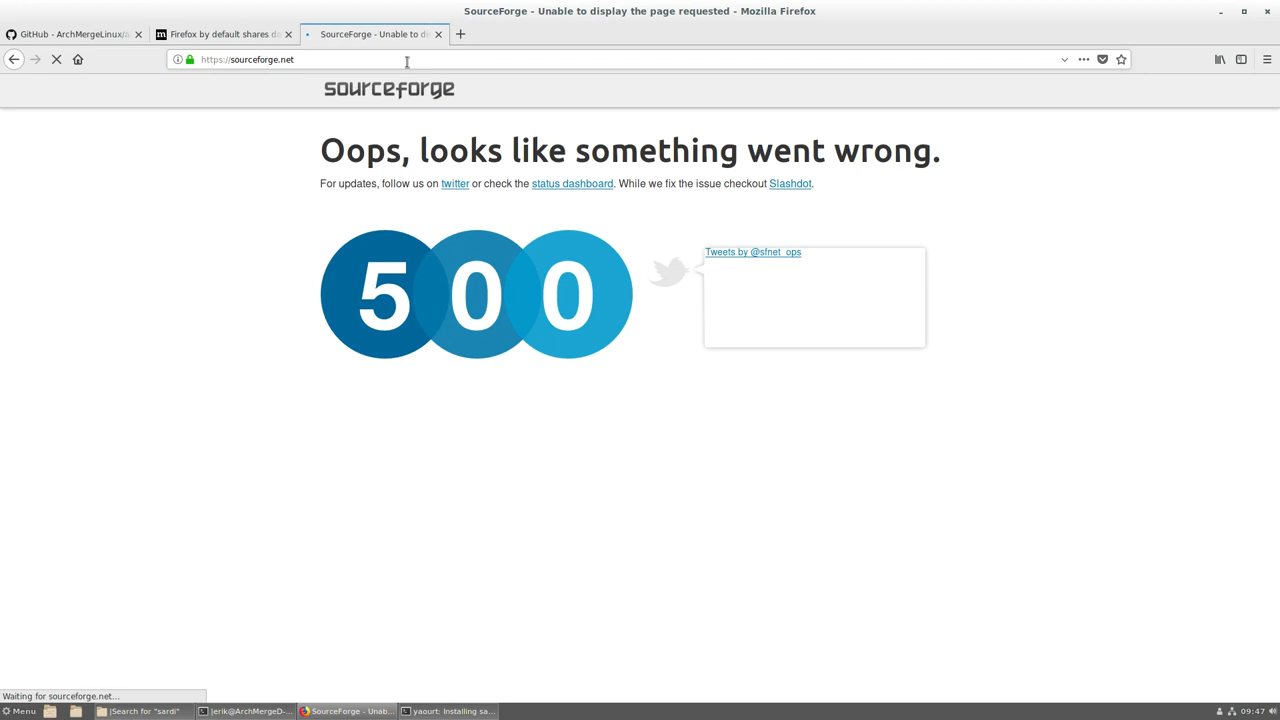 SourceForge - Unable to display the page requested - Mozilla Firefox
GitHub - ArchMergeLinux/a
Firefox by default shares da
SourceForge - Unable to di
https://sourceforge.net
sourceforge
Oops, looks like something went wrong.
For updates, follow us on twitter or check the status dashboard. While we fix the issue checkout Slashdot.
500
Tweets by @sfnet_ops
Waiting for sourceforge.net...
Menu
|Search for "sardi"
|erik@ArchMergeD-...
SourceForge - Unab...
yaourt: Installing sa...
09:47